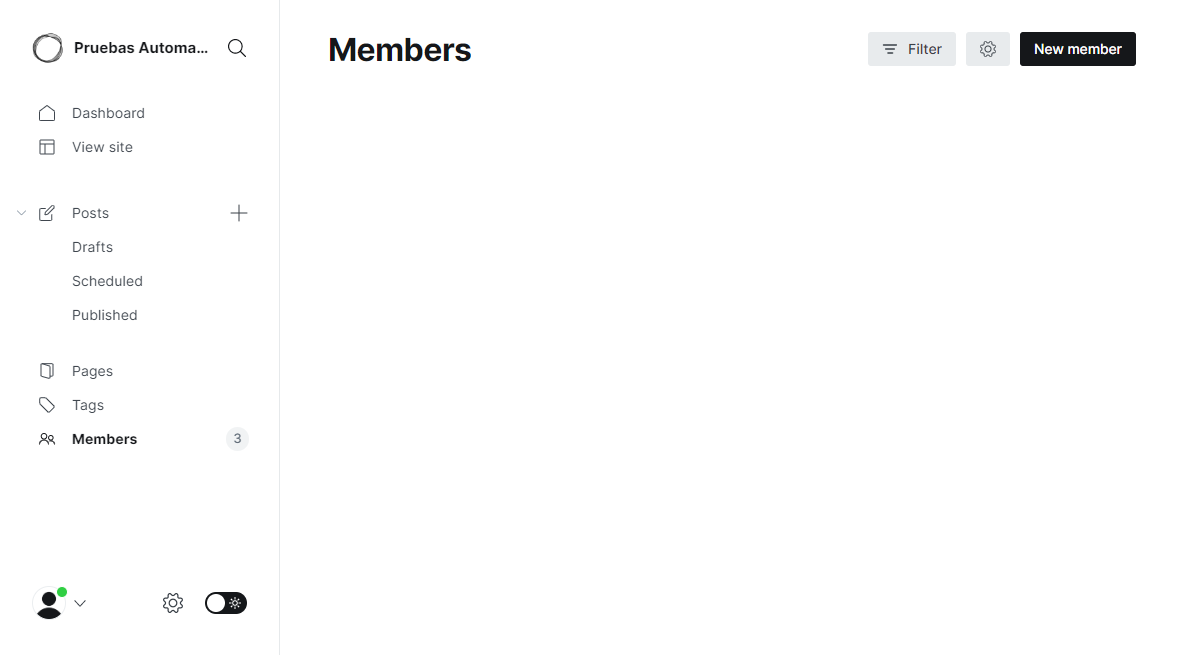 Pruebas Automa...
Dashboard
View site
Posts
Drafts
Scheduled
Published
Pages
Tags
Members
3
Members
Filter
New member